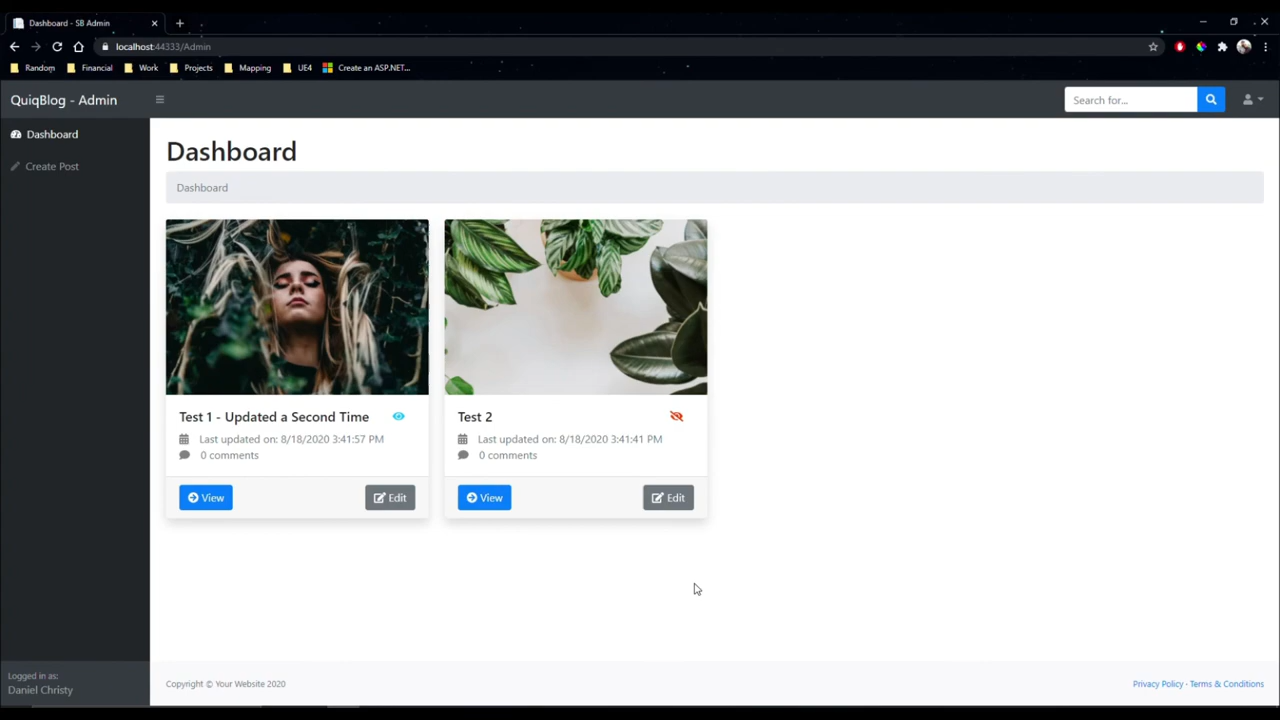 Dashboard - SB Admin
localhost:44333/Admin
Random Financial Work Projects Mapping UE4 Create an ASP.NET...
QuiqBlog - Admin
Search for...
Dashboard
Create Post
Dashboard
Dashboard
Test 1 - Updated a Second Time
Last updated on: 8/18/2020 3:41:57 PM
0 comments
View Edit
Test 2
Last updated on: 8/18/2020 3:41:41 PM
0 comments
View Edit
Logged in as:
Daniel Christy
Copyright © Your Website 2020
Privacy Policy · Terms & Conditions